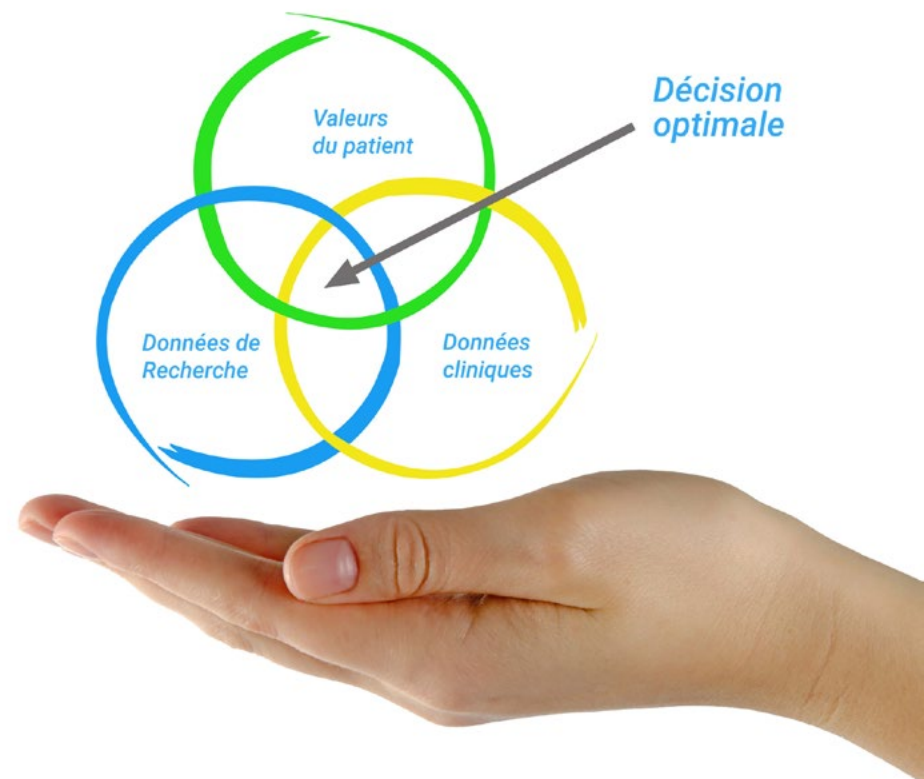 Valeurs
du patient
Décision
optimale
Données de
Recherche
Données
cliniques